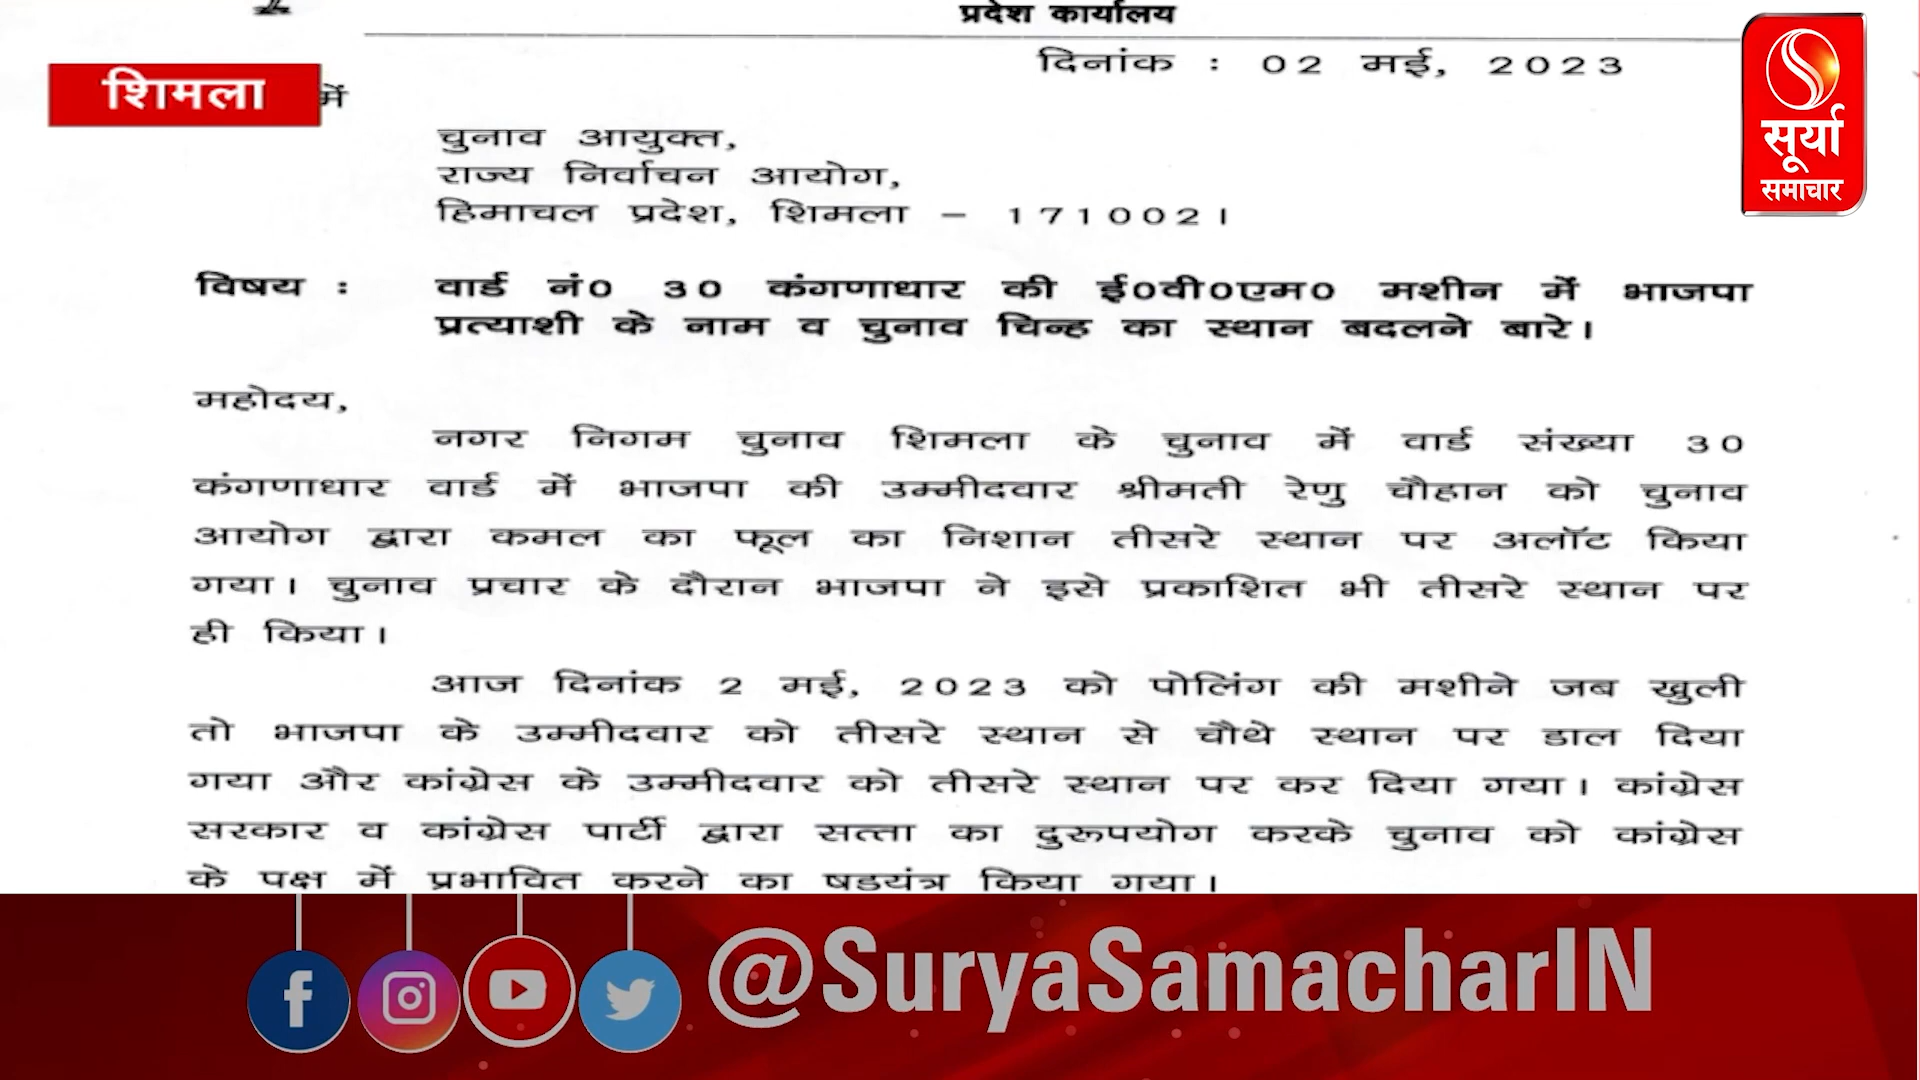 प्रदेश कार्यालय
दिनांक : 02 मई, 2023
शिमला
में
सूर्या
समाचार
चुनाव आयुक्त,
राज्य निर्वाचन आयोग,
हिमाचल प्रदेश, शिमला – 171002।
विषय : वार्ड नं0 30 कंगणाधार की ई0वी0एम0 मशीन में भाजपा
प्रत्याशी के नाम व चुनाव चिन्ह का स्थान बदलने बारे।
महोदय,
नगर निगम चुनाव शिमला के चुनाव में वार्ड संख्या 30
कंगणाधार वार्ड में भाजपा की उम्मीदवार श्रीमती रेणु चौहान को चुनाव
आयोग द्वारा कमल का फूल का निशान तीसरे स्थान पर अलॉट किया
गया। चुनाव प्रचार के दौरान भाजपा ने इसे प्रकाशित भी तीसरे स्थान पर
ही किया।
आज दिनांक 2 मई, 2023 को पोलिंग की मशीने जब खुली
तो भाजपा के उम्मीदवार को तीसरे स्थान से चौथे स्थान पर डाल दिया
गया और कांग्रेस के उम्मीदवार को तीसरे स्थान पर कर दिया गया। कांग्रेस
सरकार व कांग्रेस पार्टी द्वारा सत्ता का दुरूपयोग करके चुनाव को कांग्रेस
के पक्ष में प्रभावित करने का षडयंत्र किया गया।
@SuryaSamacharIN